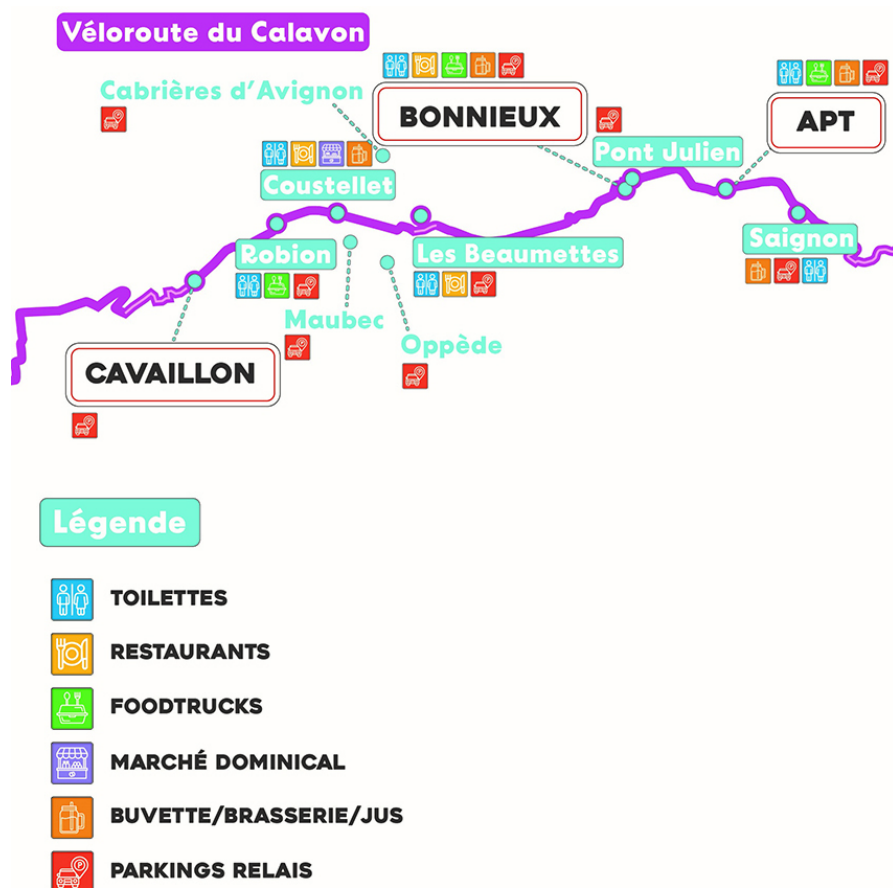 Véloroute du Calavon
Cabrières d'Avignon
BONNIEUX
APT
Pont Julien
Coustellet
Robion
Les Beaumettes
Saignon
Maubec
Oppède
CAVAILLON
Légende
TOILETTES
RESTAURANTS
FOODTRUCKS
MARCHÉ DOMINICAL
BUVETTE/BRASSERIE/JUS
PARKINGS RELAIS